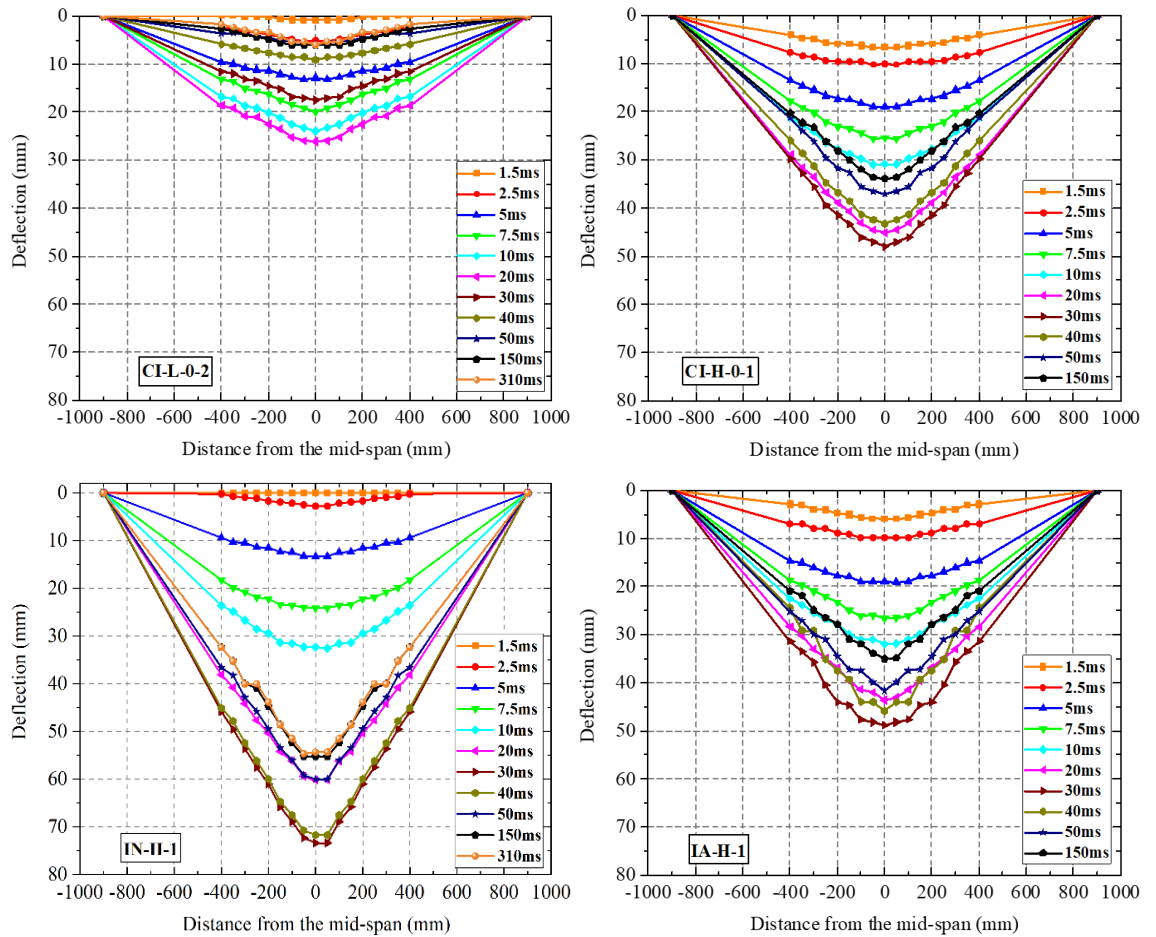 0
10
20
30
40
50
60
70
80
Deflection (mm)
1.5ms
2.5ms
5ms
7.5ms
10ms
20ms
30ms
40ms
50ms
150ms
310ms
CI-L-0-2
-1000 -800 -600 -400 -200 0 200 400 600 800 1000
Distance from the mid-span (mm)
0
10
20
30
40
50
60
70
80
Deflection (mm)
1.5ms
2.5ms
5ms
7.5ms
10ms
20ms
30ms
40ms
50ms
150ms
CI-H-0-1
-1000 -800 -600 -400 -200 0 200 400 600 800 1000
Distance from the mid-span (mm)
0
10
20
30
40
50
60
70
80
Deflection (mm)
1.5ms
2.5ms
5ms
7.5ms
10ms
20ms
30ms
40ms
50ms
150ms
310ms
IN-H-1
-1000 -800 -600 -400 -200 0 200 400 600 800 1000
Distance from the mid-span (mm)
0
10
20
30
40
50
60
70
80
Deflection (mm)
1.5ms
2.5ms
5ms
7.5ms
10ms
20ms
30ms
40ms
50ms
150ms
IA-H-1
-1000 -800 -600 -400 -200 0 200 400 600 800 1000
Distance from the mid-span (mm)